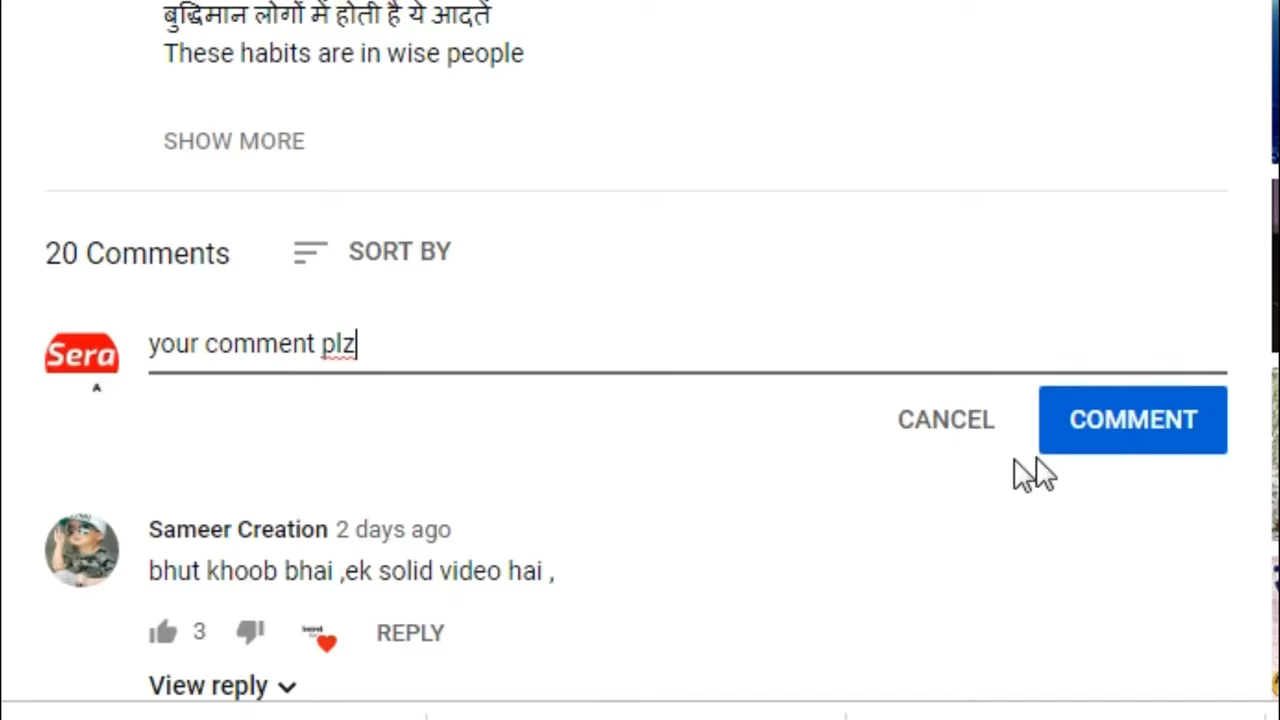 बुद्धिमान लोगों में होती है ये आदतें
These habits are in wise people
SHOW MORE
20 Comments SORT BY
Sera
A
your comment plz
CANCEL COMMENT
Sameer Creation 2 days ago
bhut khoob bhai ,ek solid video hai ,
3 REPLY
View reply